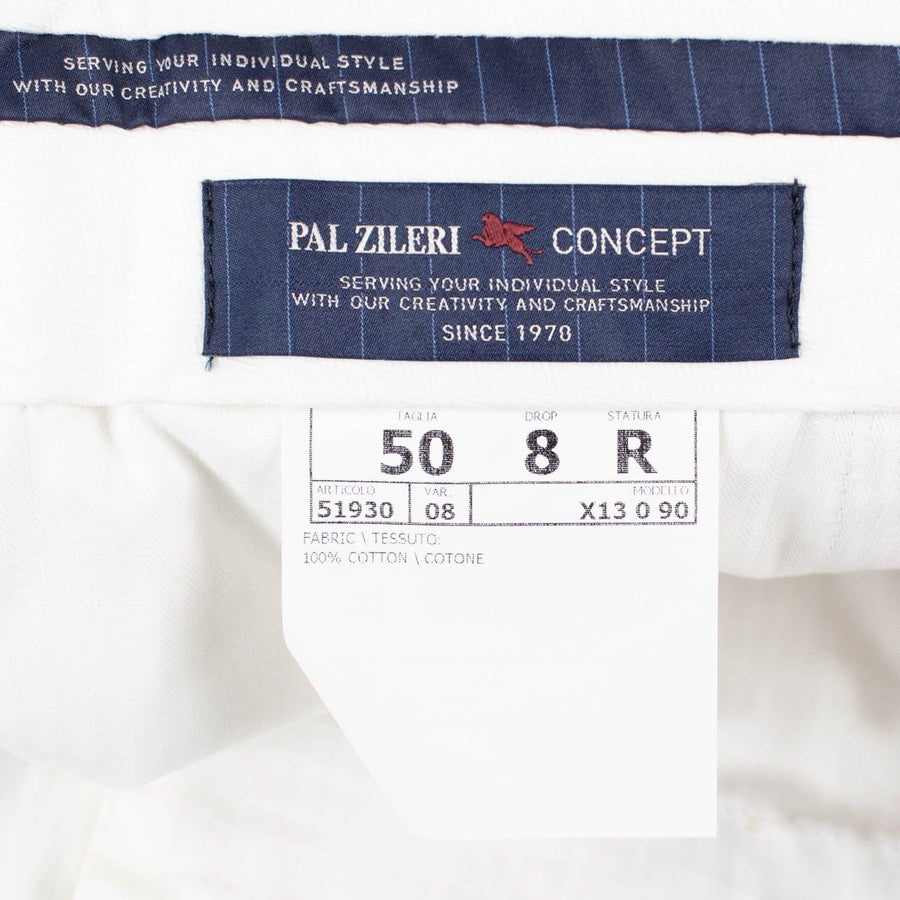 SERVING YOUR INDIVIDUAL STYLE
WITH OUR CREATIVITY AND CRAFTSMANSHIP
PAL ZILERI CONCEPT
SERVING YOUR INDIVIDUAL STYLE
WITH OUR CREATIVITY AND CRAFTSMANSHIP
SINCE 1970
TAGLIA DROP STATURA
50 8 R
ARTICOLO VAR. MODELLO
51930 08 X13 0 90
FABRIC \ TESSUTO:
100% COTTON \ COTONE